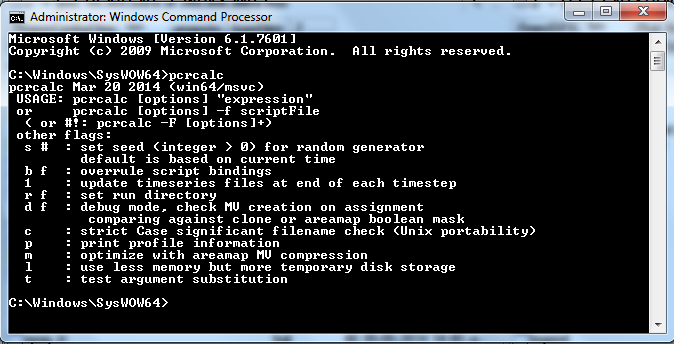 Administrator: Windows Command Processor
Microsoft Windows [Version 6.1.7601]
Copyright (c) 2009 Microsoft Corporation.  All rights reserved.
C:\Windows\SysWOW64>pcrcalc
pcrcalc Mar 20 2014 (win64/msvc)
 USAGE: pcrcalc [options] "expression"
 or     pcrcalc [options] -f scriptFile
  ( or #!: pcrcalc -F [options]+)
 other flags:
  s #  : set seed (integer > 0) for random generator
         default is based on current time
  b f  : overrule script bindings
  1    : update timeseries files at end of each timestep
  r f  : set run directory
  d f  : debug mode, check MV creation on assignment
          comparing against clone or areamap boolean mask
  c    : strict Case significant filename check (Unix portability)
  p    : print profile information
  m    : optimize with areamap MV compression
  l    : use less memory but more temporary disk storage
  t    : test argument substitution
C:\Windows\SysWOW64>